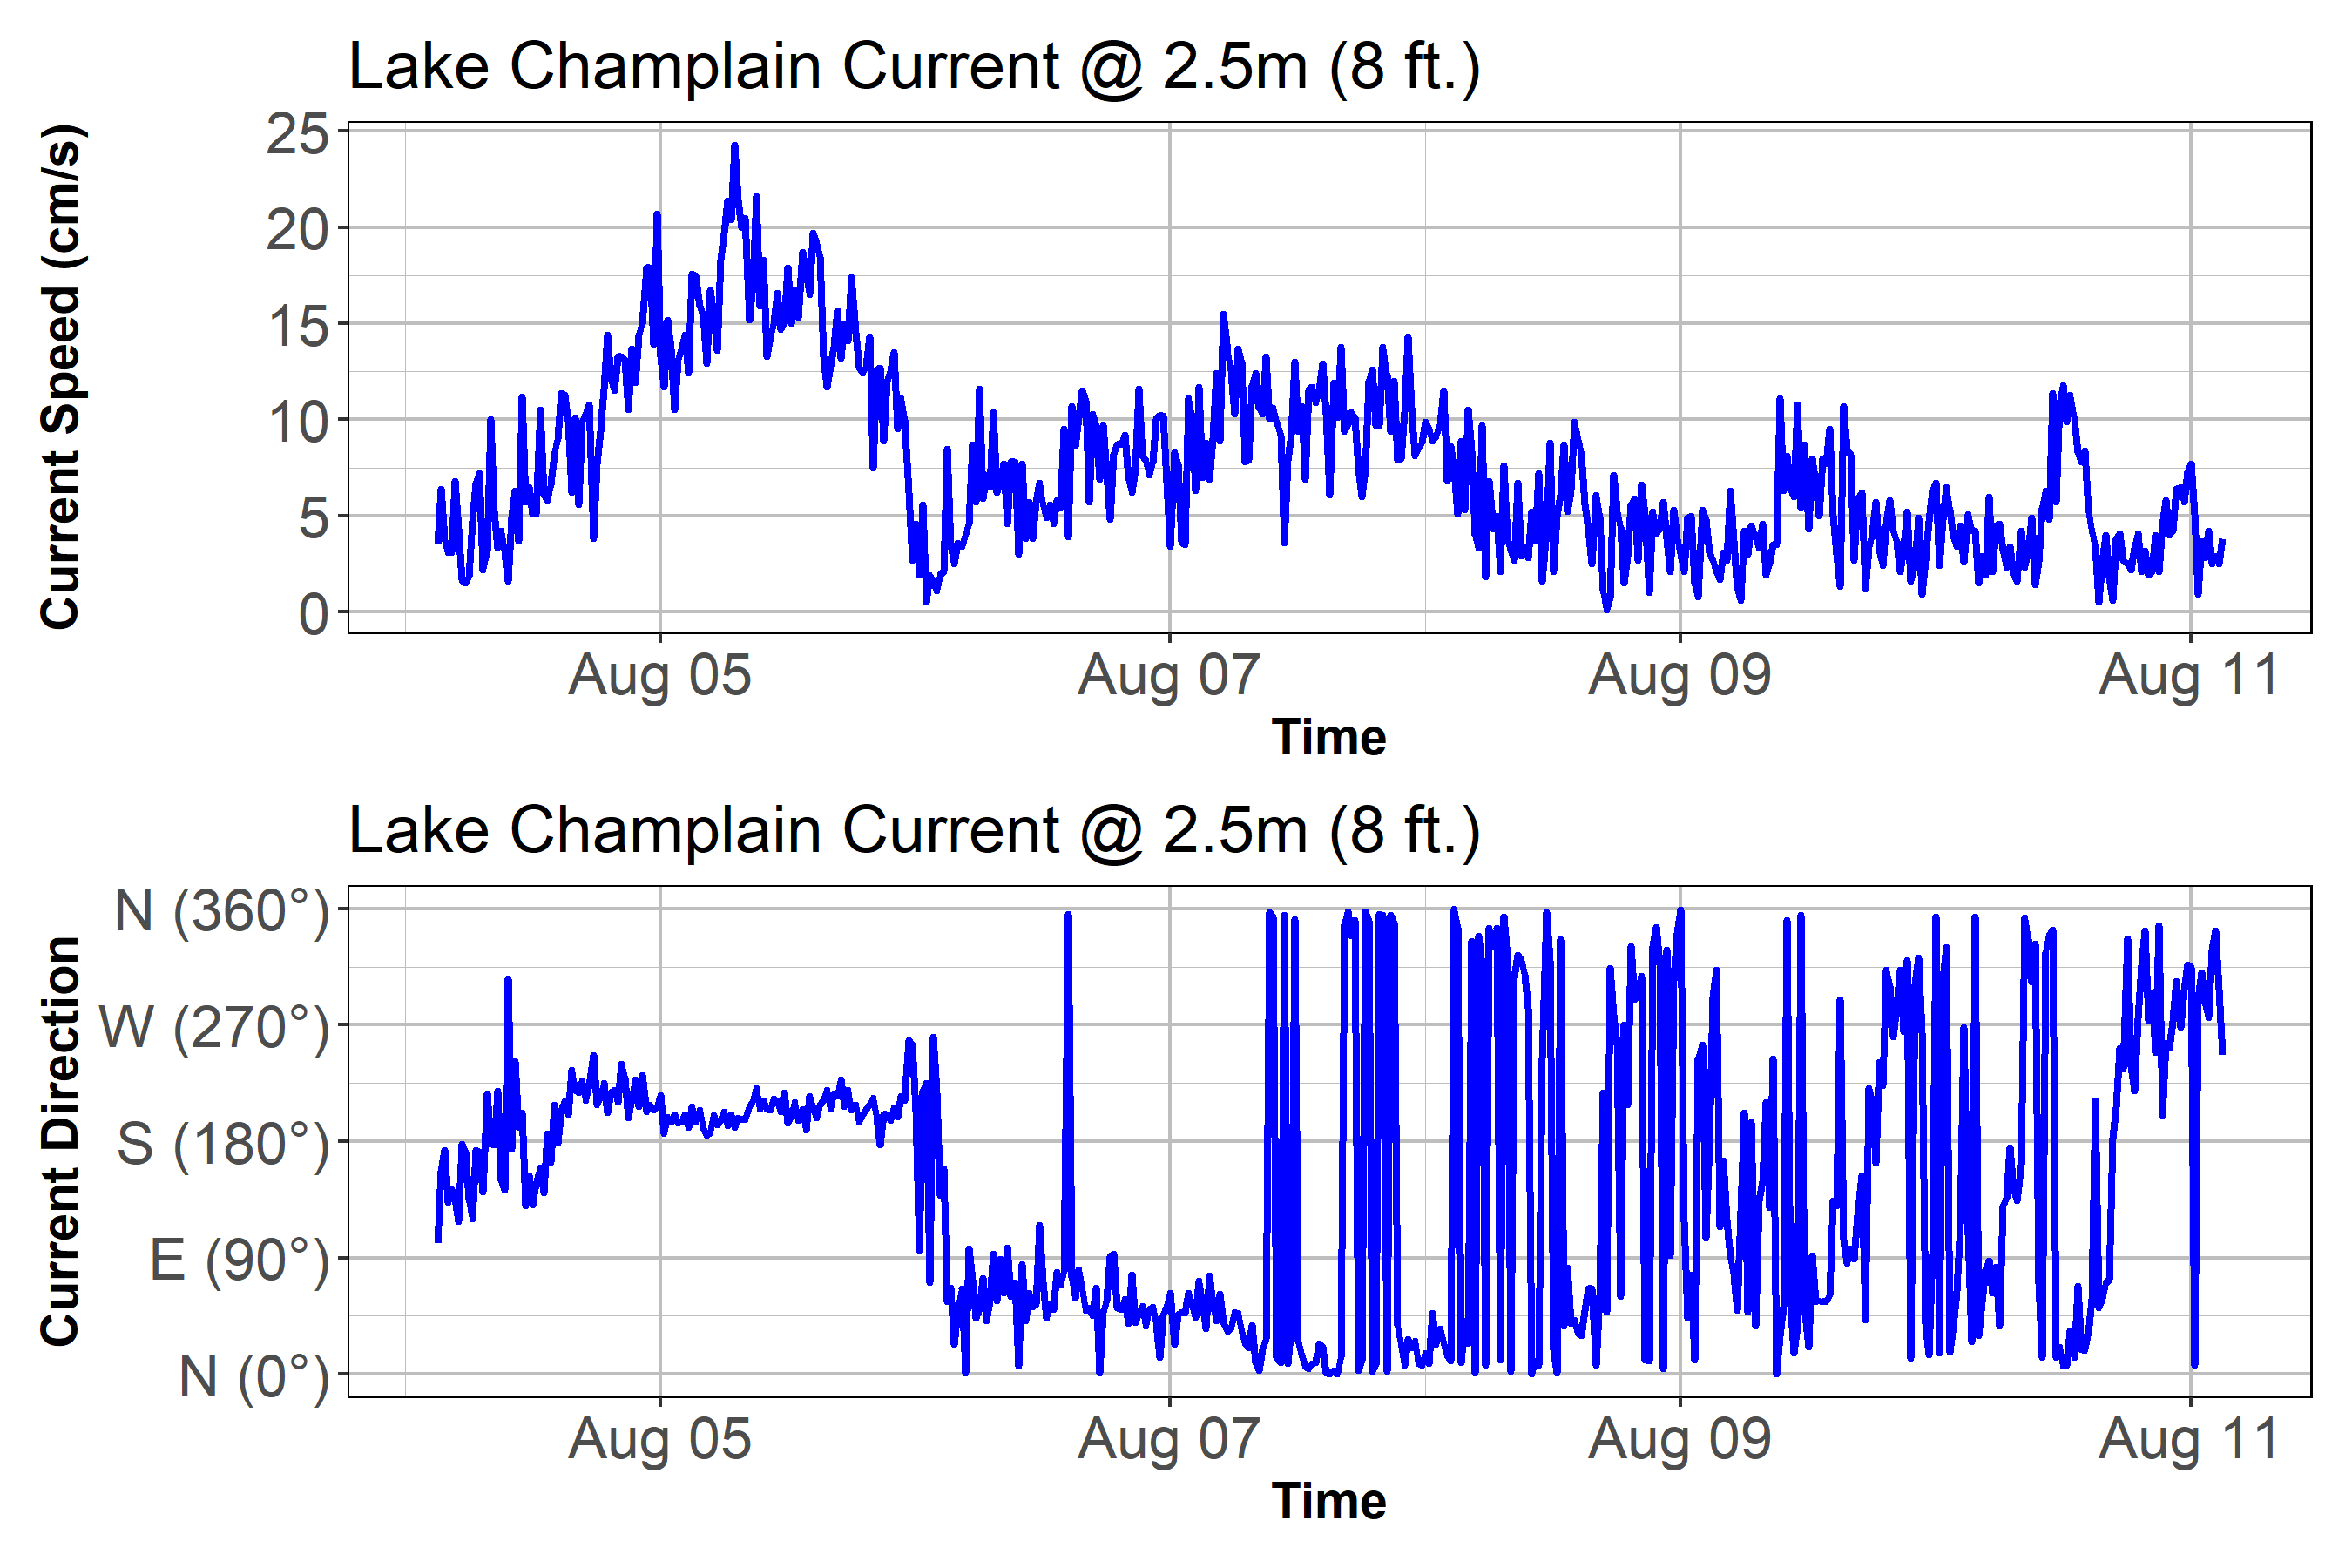 Lake Champlain Current @ 2.5m (8 ft.)
Current Speed (cm/s)
25
20
15
10
5
0
Aug 05 Aug 07 Aug 09 Aug 11
Time
Lake Champlain Current @ 2.5m (8 ft.)
Current Direction
N (360°)
W (270°)
S (180°)
E (90°)
N (0°)
Aug 05 Aug 07 Aug 09 Aug 11
Time